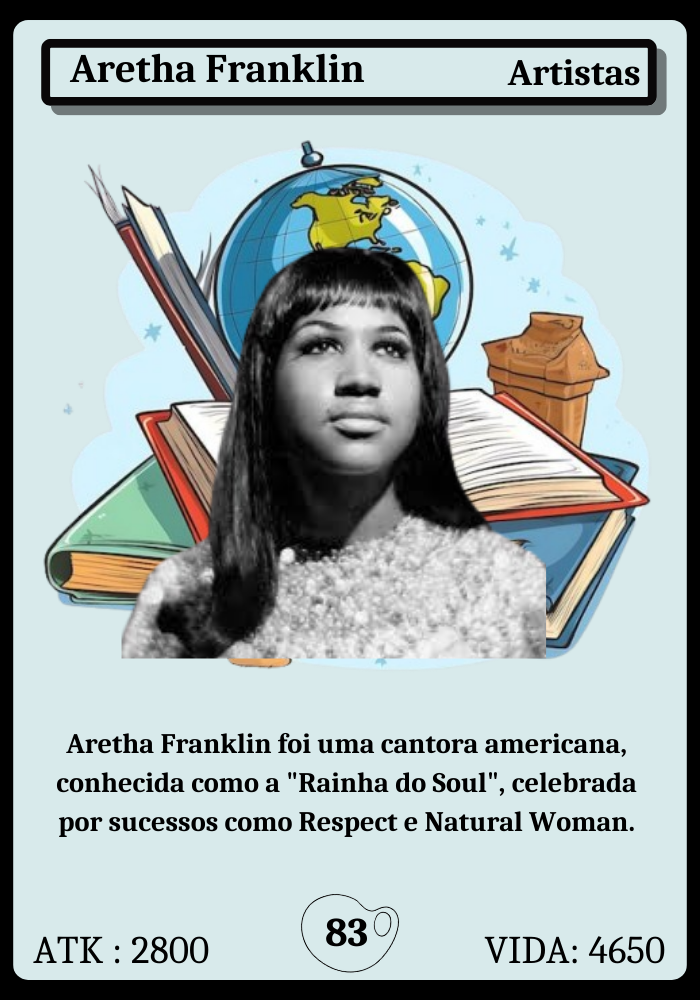 Aretha Franklin
Artistas
Aretha Franklin foi uma cantora americana,
conhecida como a "Rainha do Soul", celebrada
por sucessos como Respect e Natural Woman.
ATK : 2800
83
VIDA: 4650